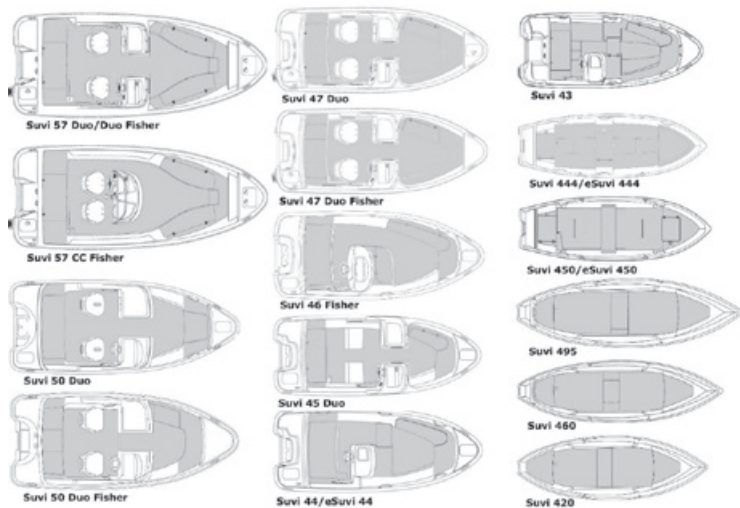 Suvi 57 Duo/Duo Fisher
Suvi 57 CC Fisher
Suvi 50 Duo
Suvi 50 Duo Fisher
Suvi 47 Duo
Suvi 47 Duo Fisher
Suvi 46 Fisher
Suvi 45 Duo
Suvi 44/eSuvi 44
Suvi 43
Suvi 444/eSuvi 444
Suvi 450/eSuvi 450
Suvi 495
Suvi 460
Suvi 420